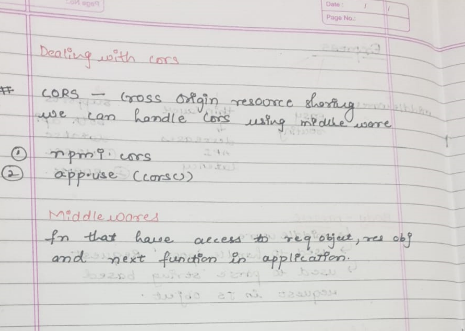 Date / /
Page No.:
Dealing with cors
# CORS - Cross Origin resource sharing
we can handle cors using middle ware
① npm i cors
② app.use (cors())
Middlewares
fn that have access to req object, res obj
and next function in application.